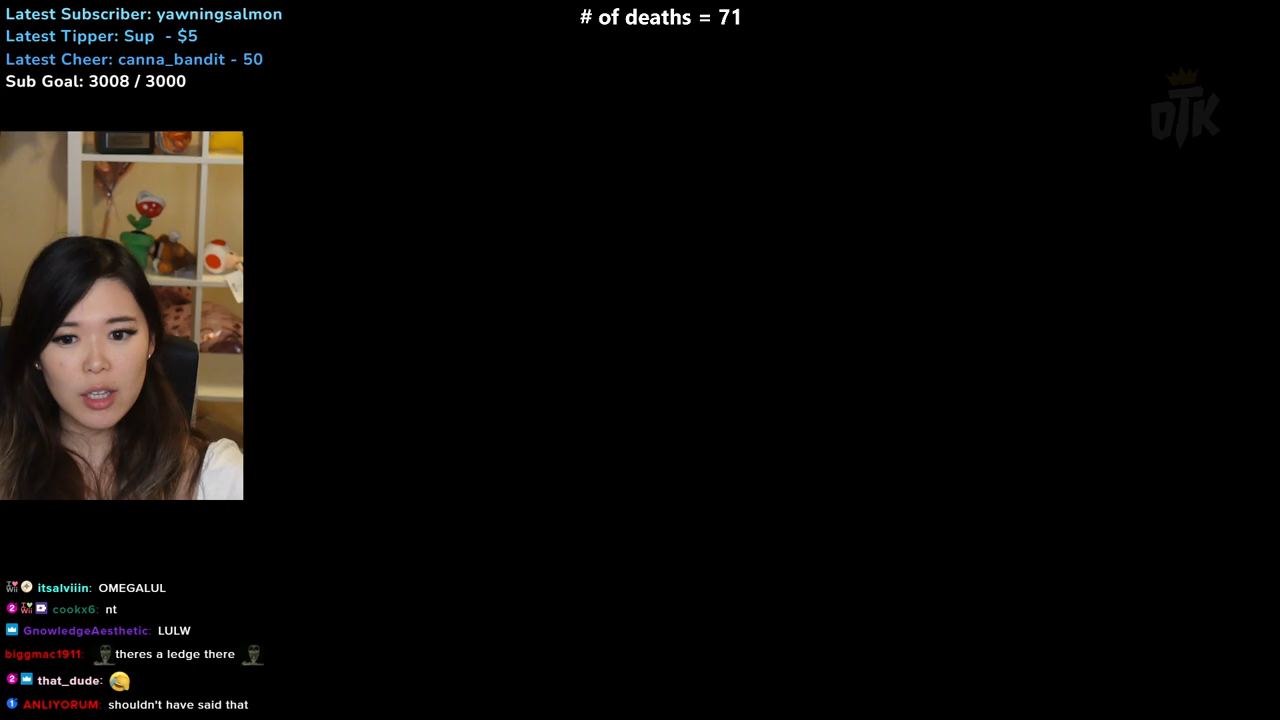 Latest Subscriber: yawningsalmon
Latest Tipper: Sup - $5
Latest Cheer: canna_bandit - 50
Sub Goal: 3008 / 3000
# of deaths = 71
OTK
itsalviiin: OMEGALUL
cookx6: nt
GnowledgeAesthetic: LULW
biggmac1911: theres a ledge there
that_dude:
ANLIYORUM: shouldn't have said that